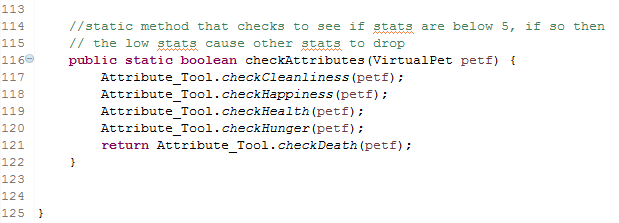 113
114 //static method that checks to see if stats are below 5, if so then
115 // the low stats cause other stats to drop
116 public static boolean checkAttributes(VirtualPet petf) {
117 Attribute_Tool.checkCleanliness(petf);
118 Attribute_Tool.checkHappiness(petf);
119 Attribute_Tool.checkHealth(petf);
120 Attribute_Tool.checkHunger(petf);
121 return Attribute_Tool.checkDeath(petf);
122 }
123
124
125 }